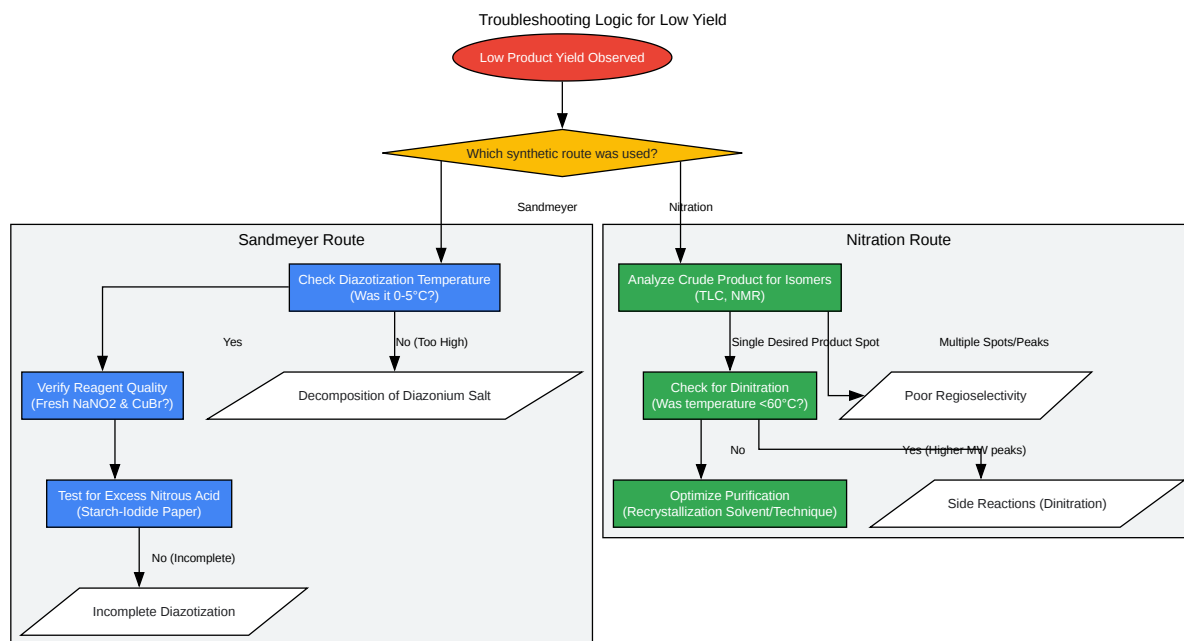 Troubleshooting Logic for Low Yield
Low Product Yield Observed
Which synthetic route was used?
Sandmeyer
Nitration
Sandmeyer Route
Check Diazotization Temperature
(Was it 0-5°C?)
Yes
No (Too High)
Verify Reagent Quality
(Fresh NaNO2 & CuBr?)
Decomposition of Diazonium Salt
Test for Excess Nitrous Acid
(Starch-Iodide Paper)
No (Incomplete)
Incomplete Diazotization
Nitration Route
Analyze Crude Product for Isomers
(TLC, NMR)
Single Desired Product Spot
Multiple Spots/Peaks
Check for Dinitration
(Was temperature <60°C?)
Poor Regioselectivity
No
Yes (Higher MW peaks)
Optimize Purification
(Recrystallization Solvent/Technique)
Side Reactions (Dinitration)